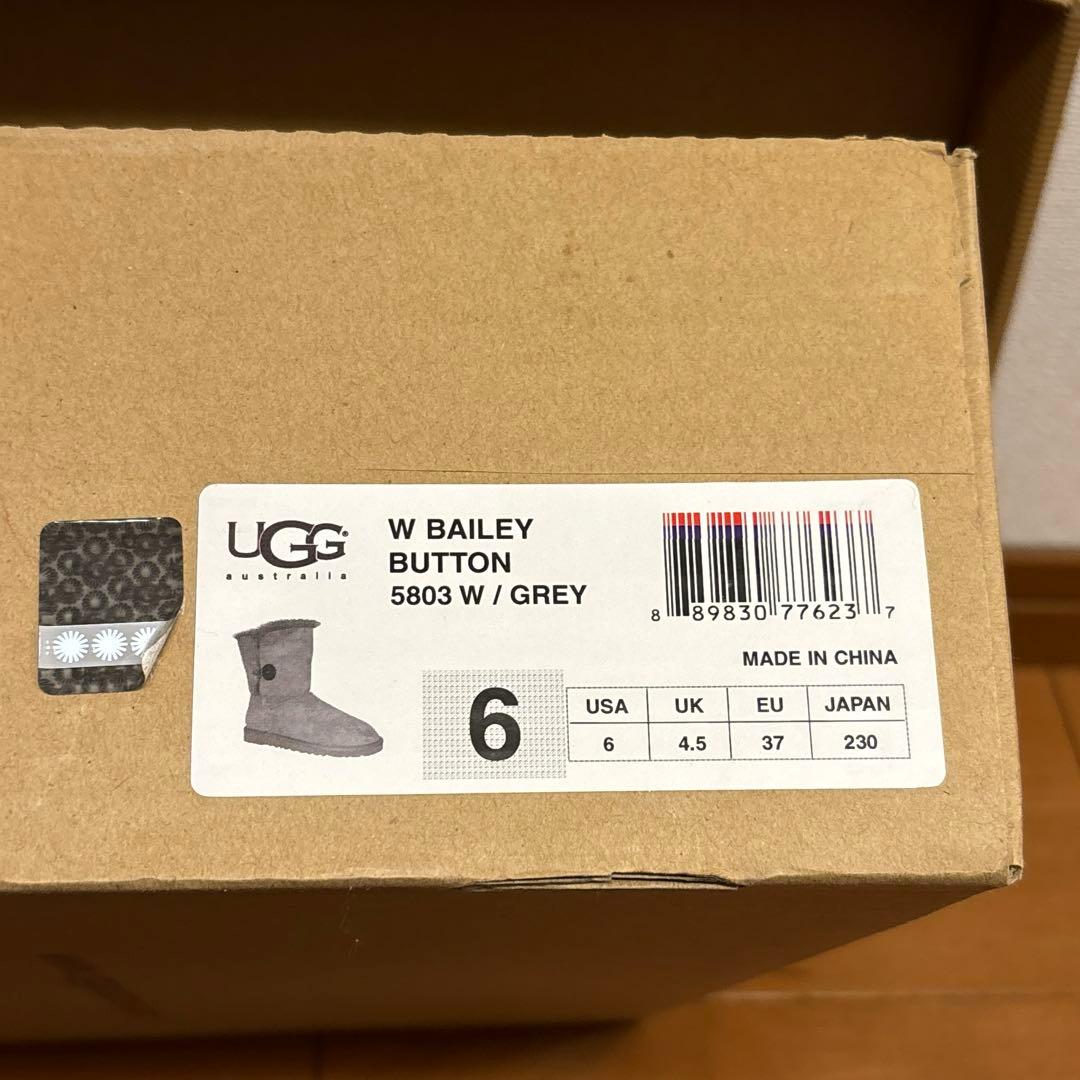 UGG®
australia
W BAILEY
BUTTON
5803 W / GREY
8 89830 77623 7
MADE IN CHINA
6
USA UK EU JAPAN
6 4.5 37 230